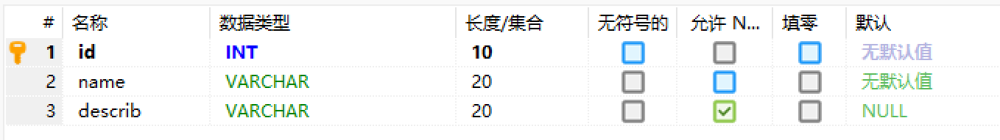 # 名称 数据类型 长度/集合 无符号的 允许 N... 填零 默认
1 id INT 10 无默认值
2 name VARCHAR 20 无默认值
3 describ VARCHAR 20 NULL